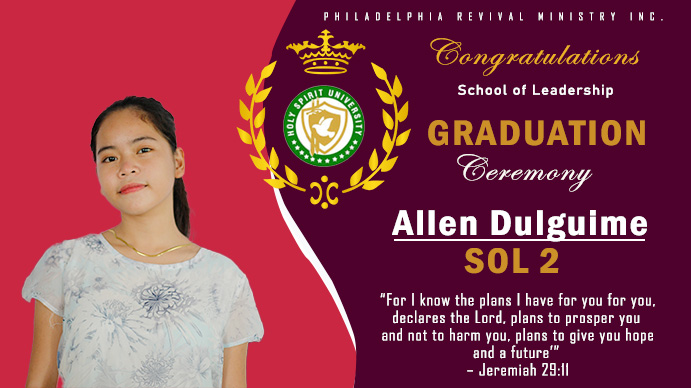 PHILADELPHIA REVIVAL MINISTRY INC.
Congratulations
School of Leadership
HOLY SPIRIT UNIVERSITY
GRADUATION
Ceremony
Allen Dulguime
SOL 2
"For I know the plans I have for you for you,
declares the Lord, plans to prosper you
and not to harm you, plans to give you hope
and a future'"
– Jeremiah 29:11